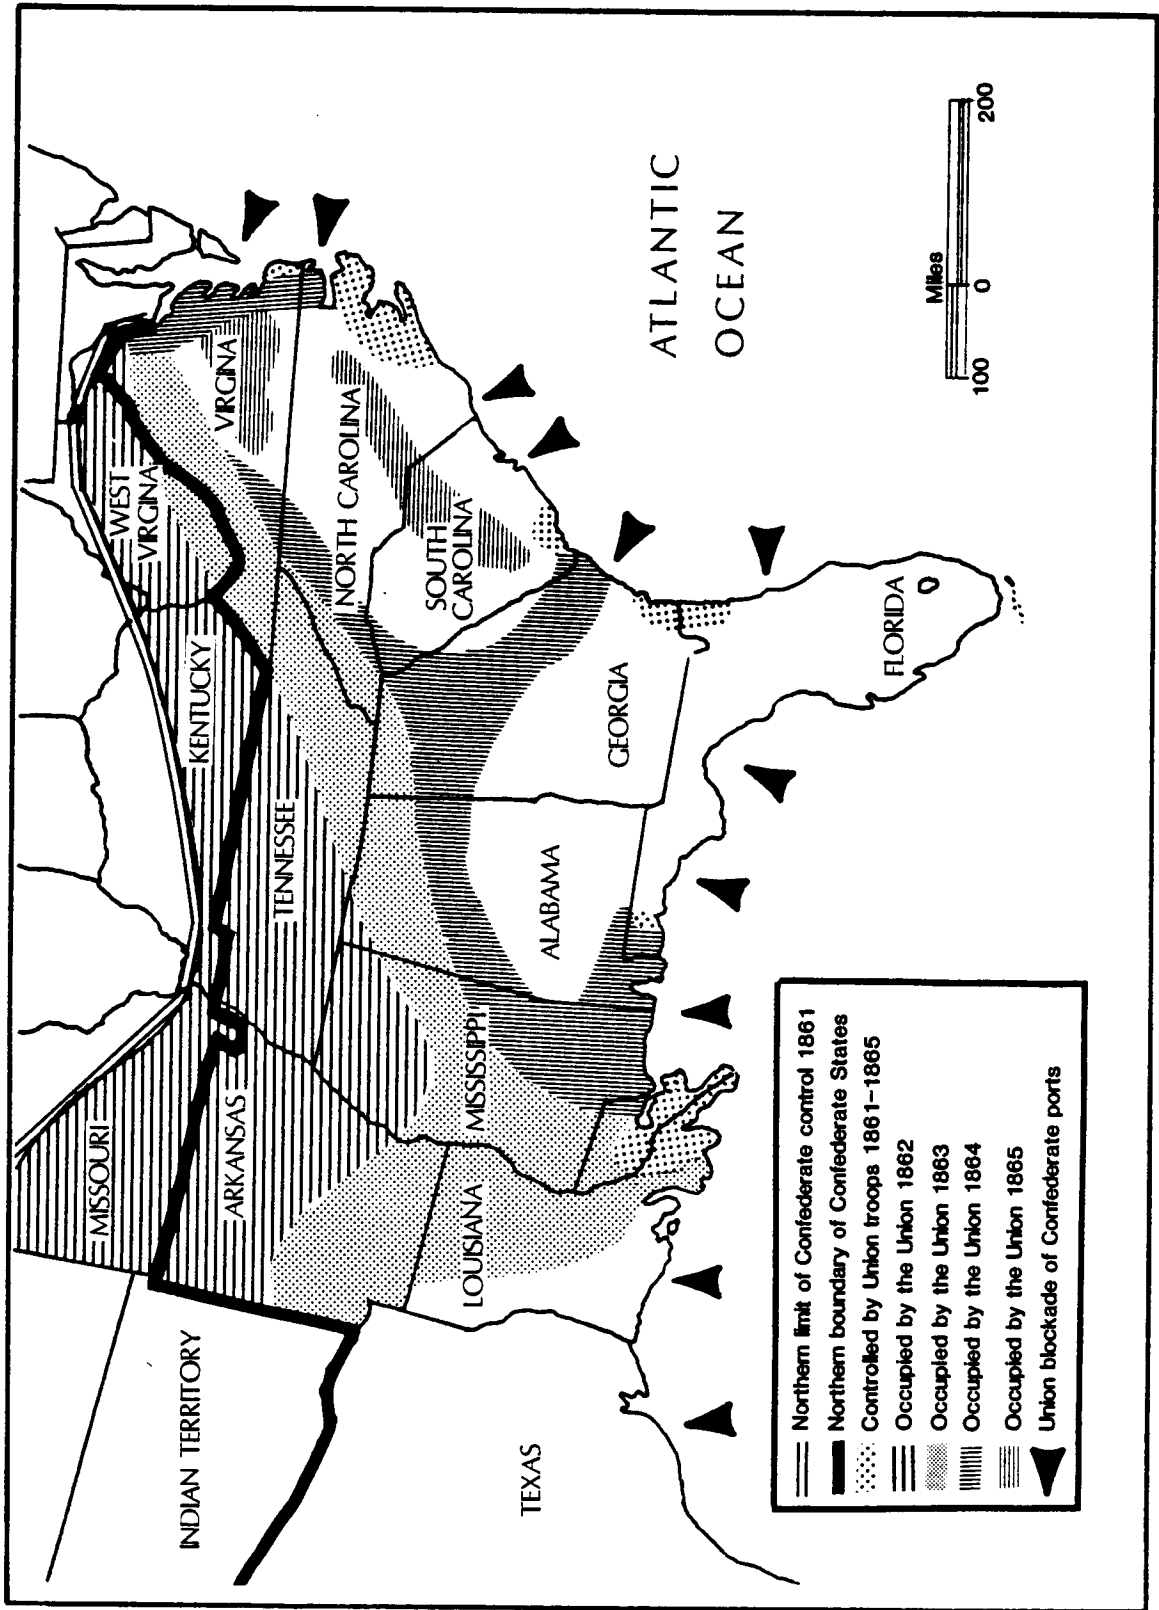 MISSOURI
WEST
VIRGINIA
VIRGINA
KENTUCKY
INDIAN TERRITORY
ARKANSAS
TENNESSEE
NORTH CAROLINA
SOUTH
CAROLINA
MISSISSIPPI
ALABAMA
GEORGIA
LOUISIANA
TEXAS
FLORIDA
ATLANTIC
OCEAN
Northern limit of Confederate control 1861
Northern boundary of Confederate States
Controlled by Union troops 1861-1865
Occupied by the Union 1862
Occupied by the Union 1863
Occupied by the Union 1864
Occupied by the Union 1865
Union blockade of Confederate ports
Miles
100 0 200